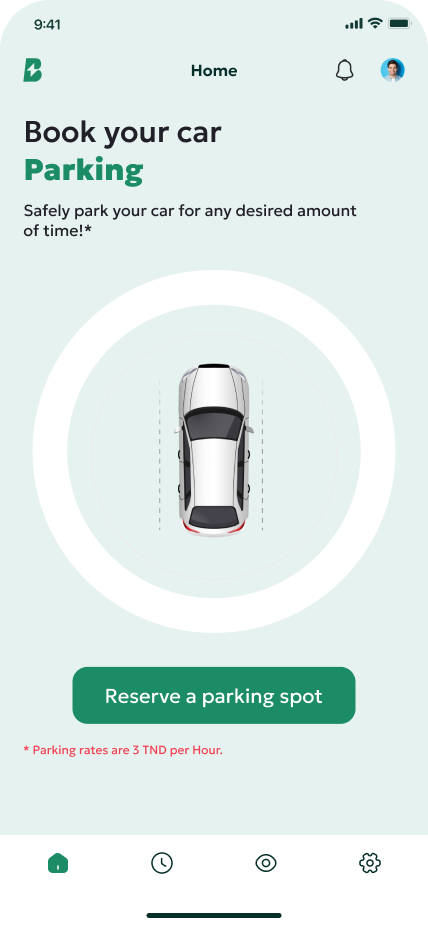 9:41
Home
Book your car
Parking
Safely park your car for any desired amount
of time!*
Reserve a parking spot
* Parking rates are 3 TND per Hour.